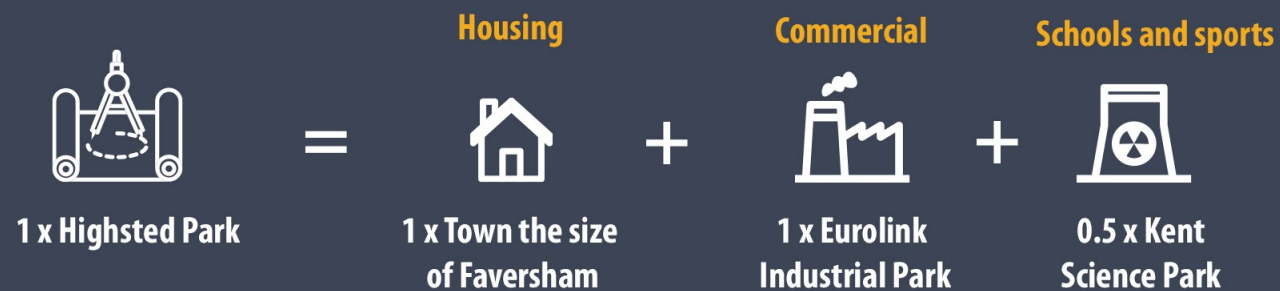 Housing
Commercial
Schools and sports
=
+
+
1 x Highsted Park
1 x Town the size
of Faversham
1 x Eurolink
Industrial Park
0.5 x Kent
Science Park